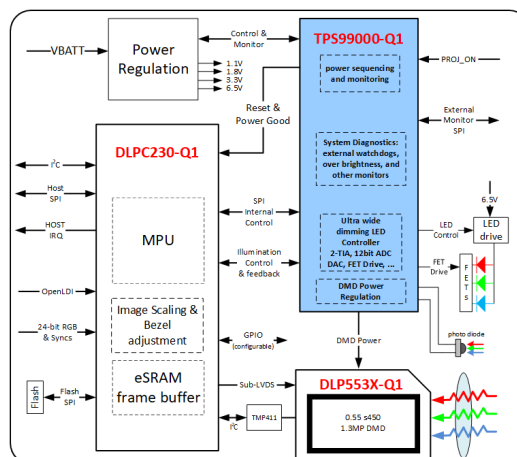 VBATT
Power
Regulation
Control &
Monitor
1.1V
1.8V
3.3V
6.5V
Reset &
Power Good
TPS99000-Q1
power sequencing
and monitoring
System Diagnostics:
external watchdogs,
over brightness, and
other monitors
Ultra wide
dimming LED
Controller
2-TIA, 12bit ADC
DAC, FET Drive, ...
DMD Power
Regulation
PROJ_ON
External
Monitor
SPI
6.5V
LED
Control
LED
drive
FET
Drive
FETs
photo diode
DLPC230-Q1
MPU
Image Scaling &
Bezel
adjustment
eSRAM
frame buffer
I²C
Host
SPI
HOST
IRQ
OpenLDI
24-bit RGB
& Syncs
Flash
Flash
SPI
SPI
Internal
Control
Illumination
Control
& feedback
GPIO
(configurable)
Sub-LVDS
I²C
TMP411
DMD Power
DLP553X-Q1
0.55 s450
1.3MP DMD